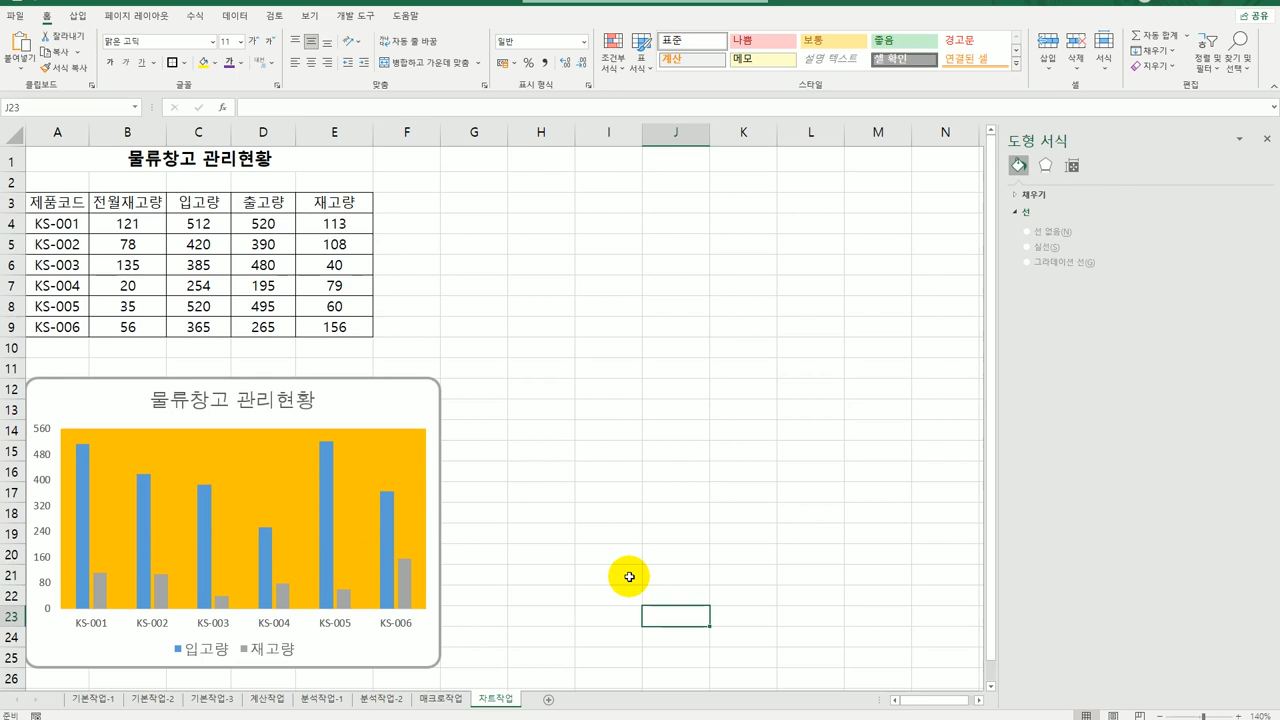 파일 홈 삽입 페이지 레이아웃 수식 데이터 검토 보기 개발 도구 도움말 공유
붙여넣기 잘라내기 복사 서식 복사 클립보드
맑은 고딕 11 가 가 가 가 가 가 글꼴
자동 줄 바꿈 병합하고 가운데 맞춤 맞춤
일반 % 표시 형식
조건부 서식 표 서식
표준 나쁨 보통 좋음 경고문
계산 메모 설명 텍스트 셀 확인 연결된 셀
스타일
삽입 삭제 서식 셀
자동 합계 채우기 지우기 정렬 및 필터 찾기 및 선택 편집
J23 fx
A B C D E F G H I J K L M N
1 물류창고 관리현황
2
3 제품코드 전월재고량 입고량 출고량 재고량
4 KS-001 121 512 520 113
5 KS-002 78 420 390 108
6 KS-003 135 385 480 40
7 KS-004 20 254 195 79
8 KS-005 35 520 495 60
9 KS-006 56 365 265 156
10
11
12
13
14
15
16
17
18
19
20
21
22
23
24
25
26
물류창고 관리현황
560
480
400
320
240
160
80
0
KS-001 KS-002 KS-003 KS-004 KS-005 KS-006
입고량 재고량
도형 서식
채우기
선
선 없음(N)
실선(S)
그라데이션 선(G)
기본작업-1 기본작업-2 기본작업-3 계산작업 분석작업-1 분석작업-2 매크로작업 차트작업
준비 140%